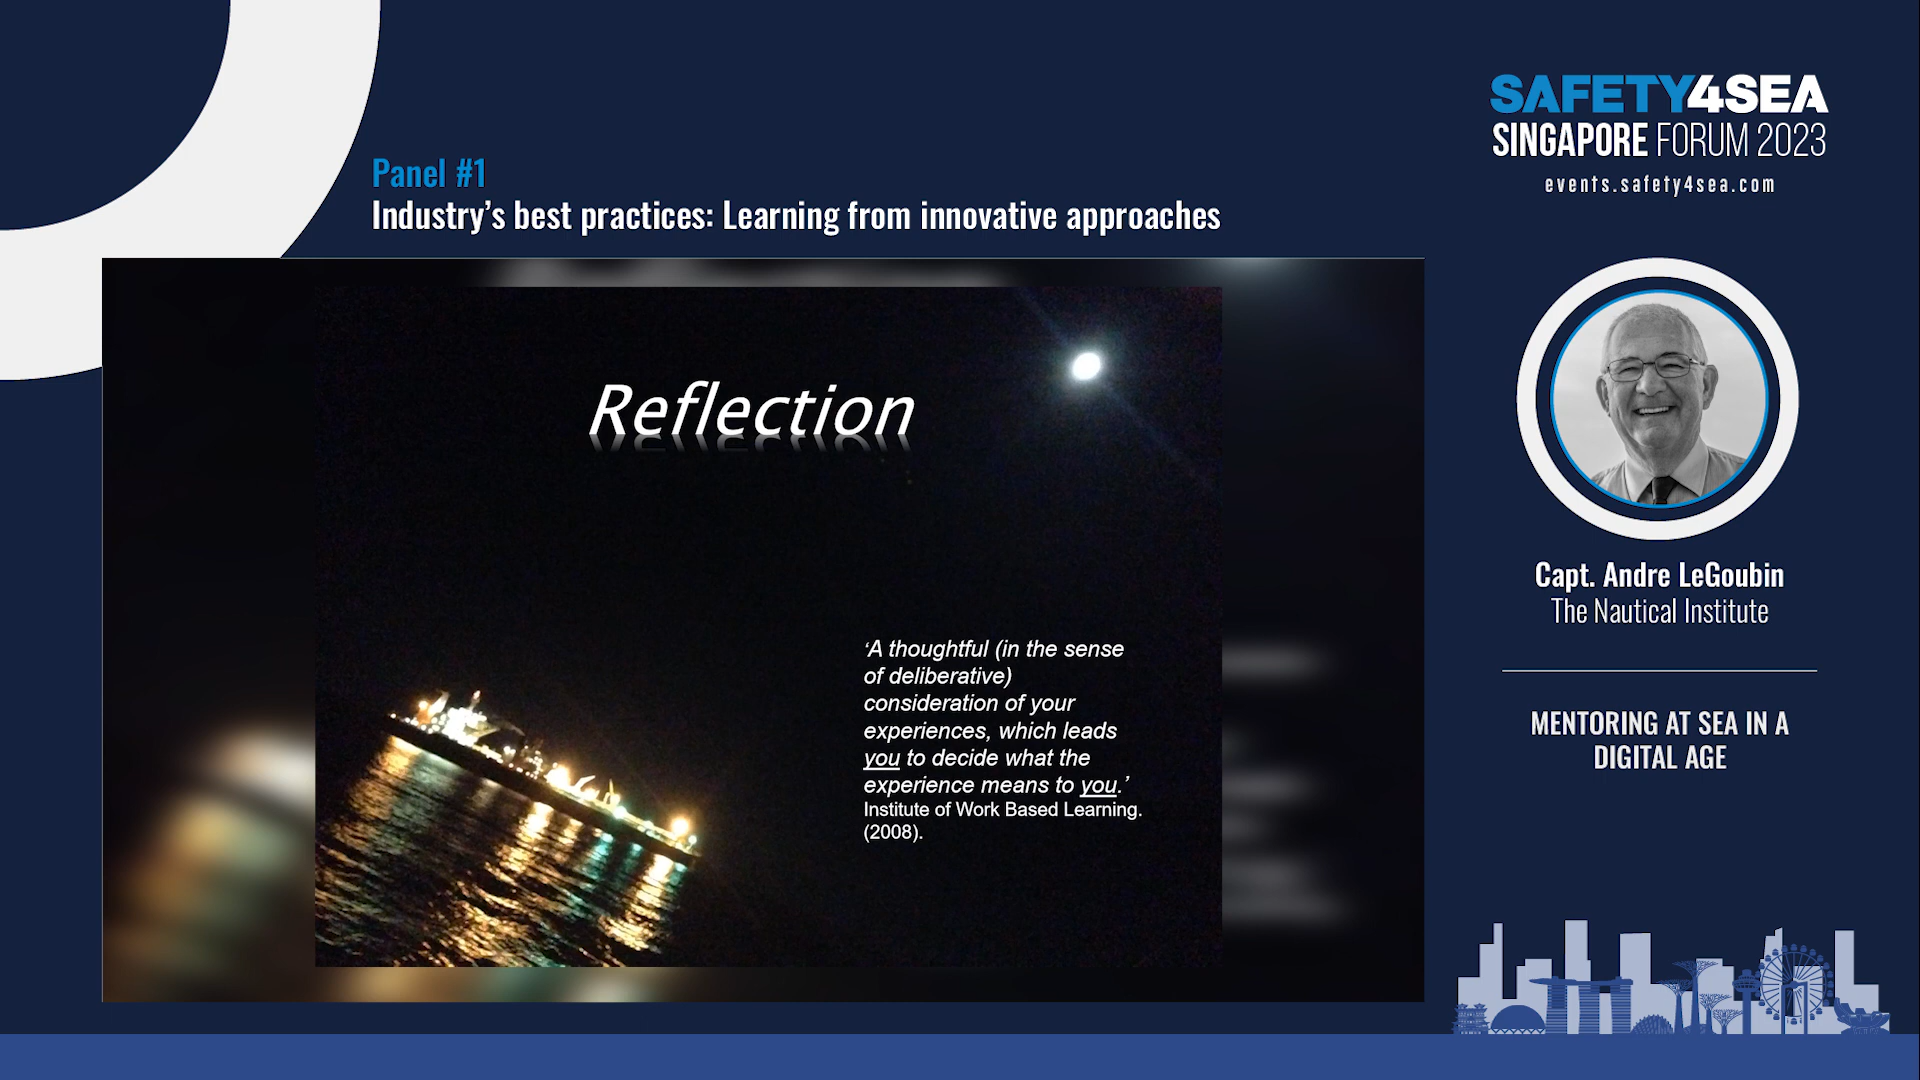 SAFETY4SEA
SINGAPORE FORUM 2023
events.safety4sea.com
Panel #1
Industry’s best practices: Learning from innovative approaches
Reflection
‘A thoughtful (in the sense
of deliberative)
consideration of your
experiences, which leads
you to decide what the
experience means to you.’
Institute of Work Based Learning.
(2008).
Capt. Andre LeGoubin
The Nautical Institute
MENTORING AT SEA IN A
DIGITAL AGE